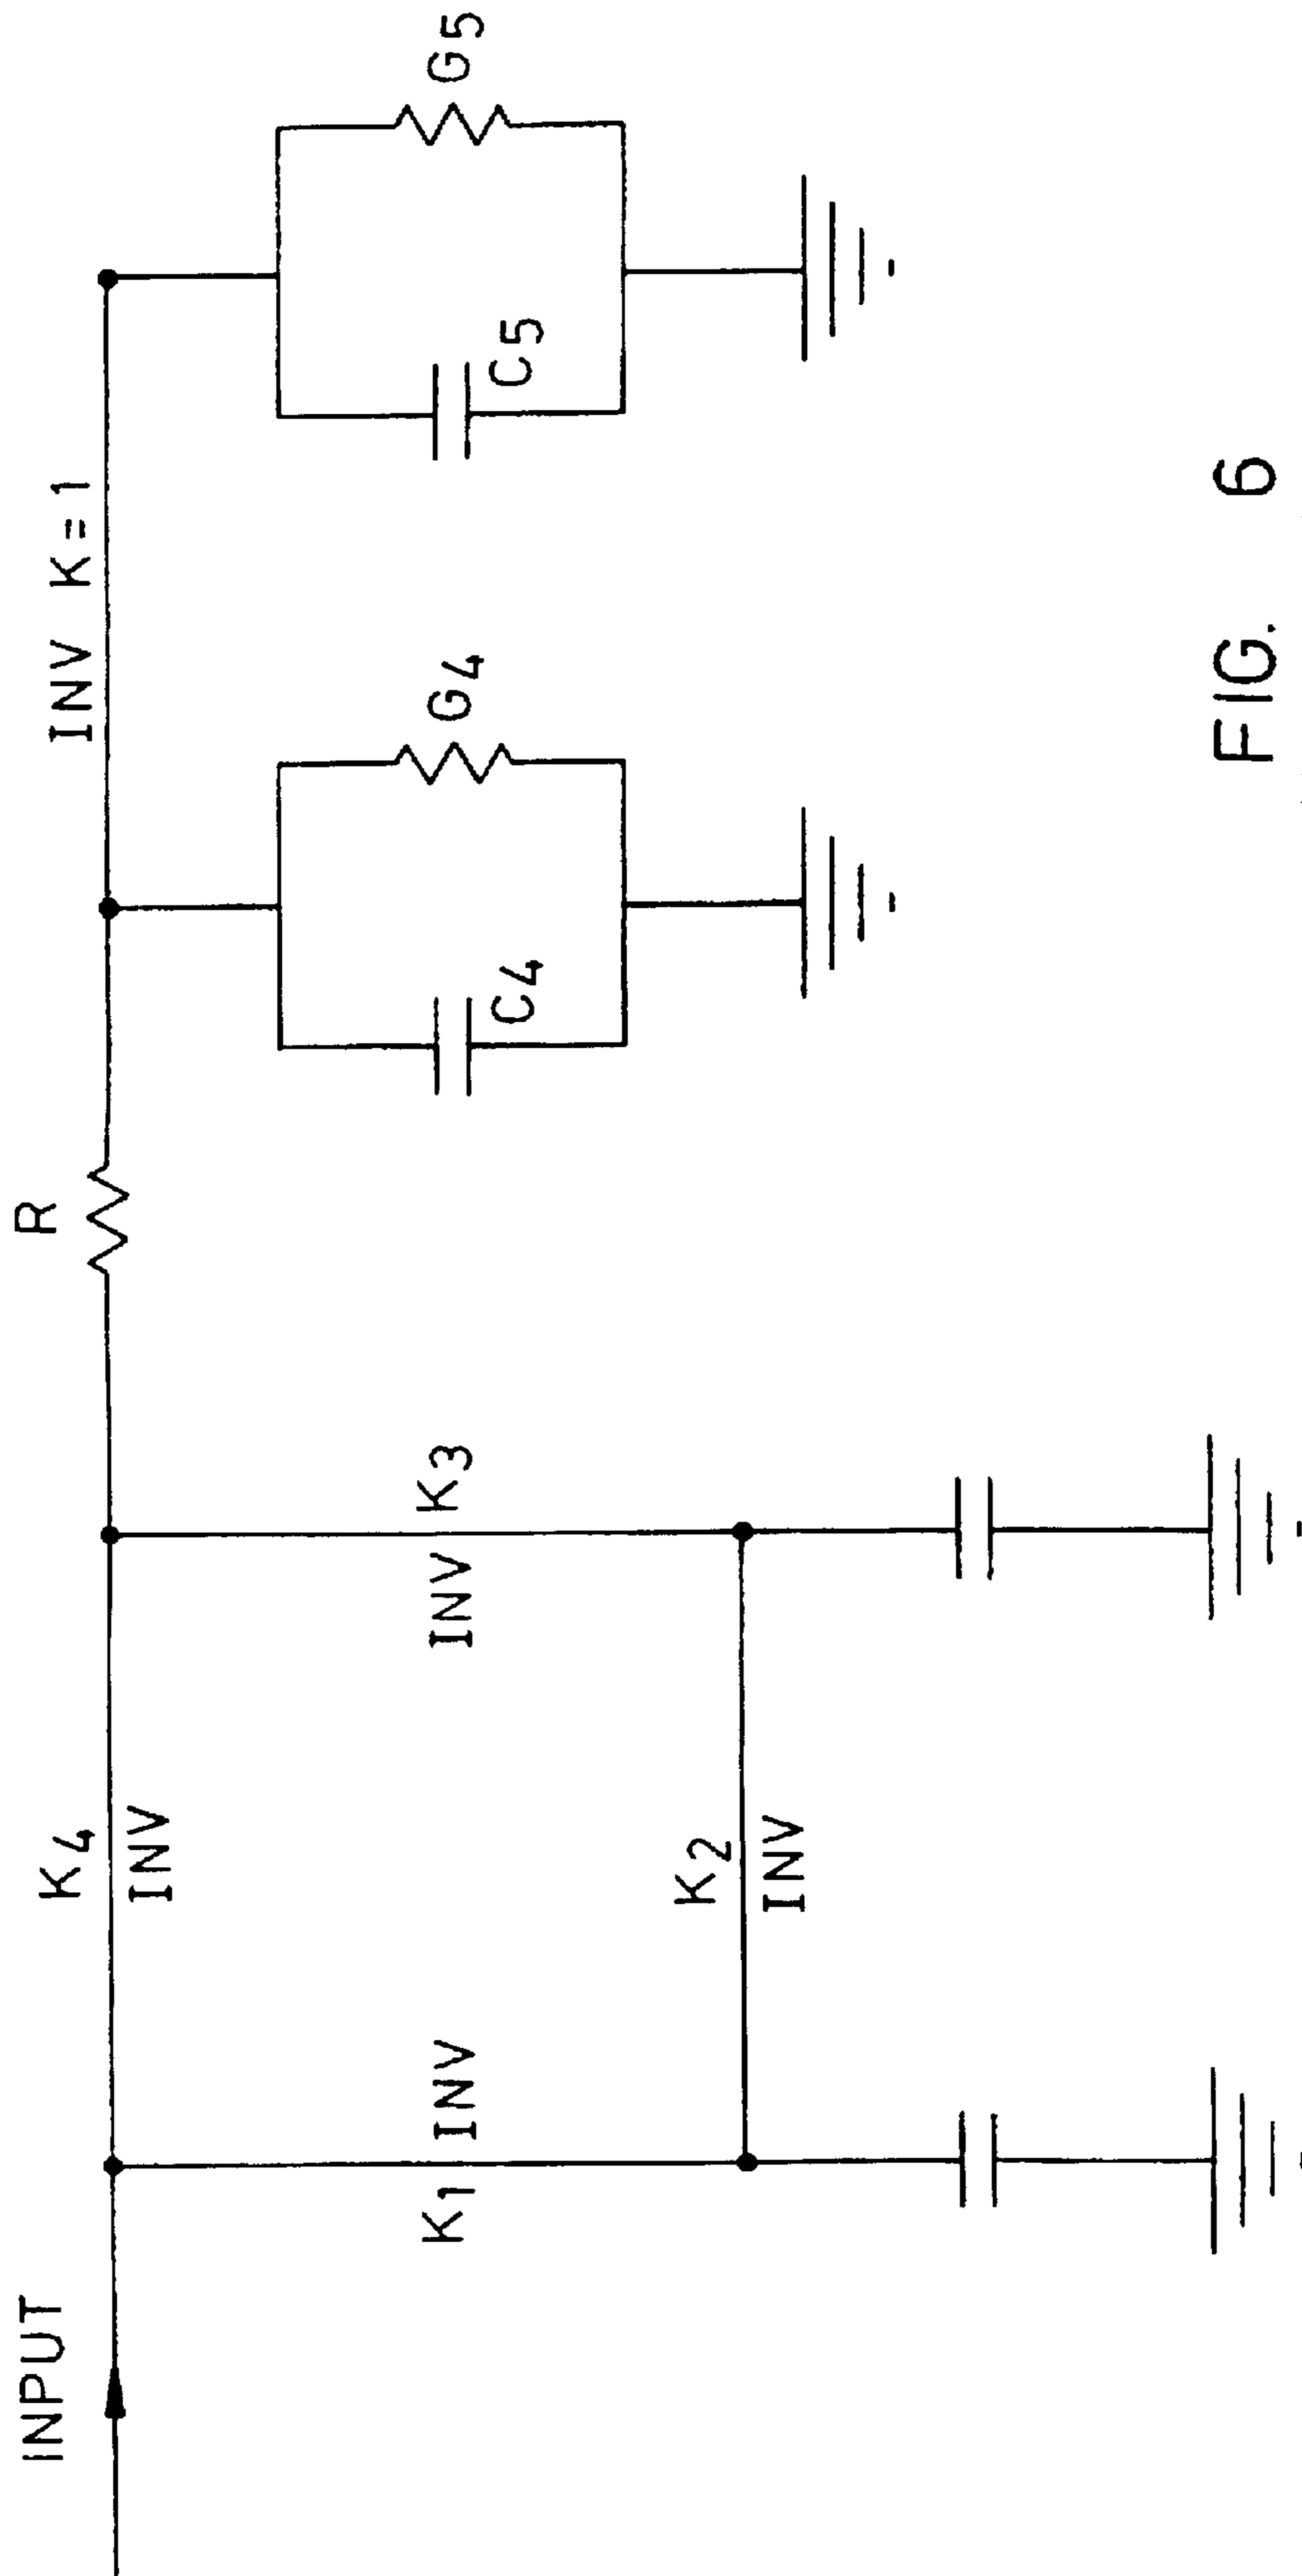 INPUT
K4
INV
R
INV K=1
K1 INV
INV K3
K2
INV
C4
G4
C5
G5
FIG. 6